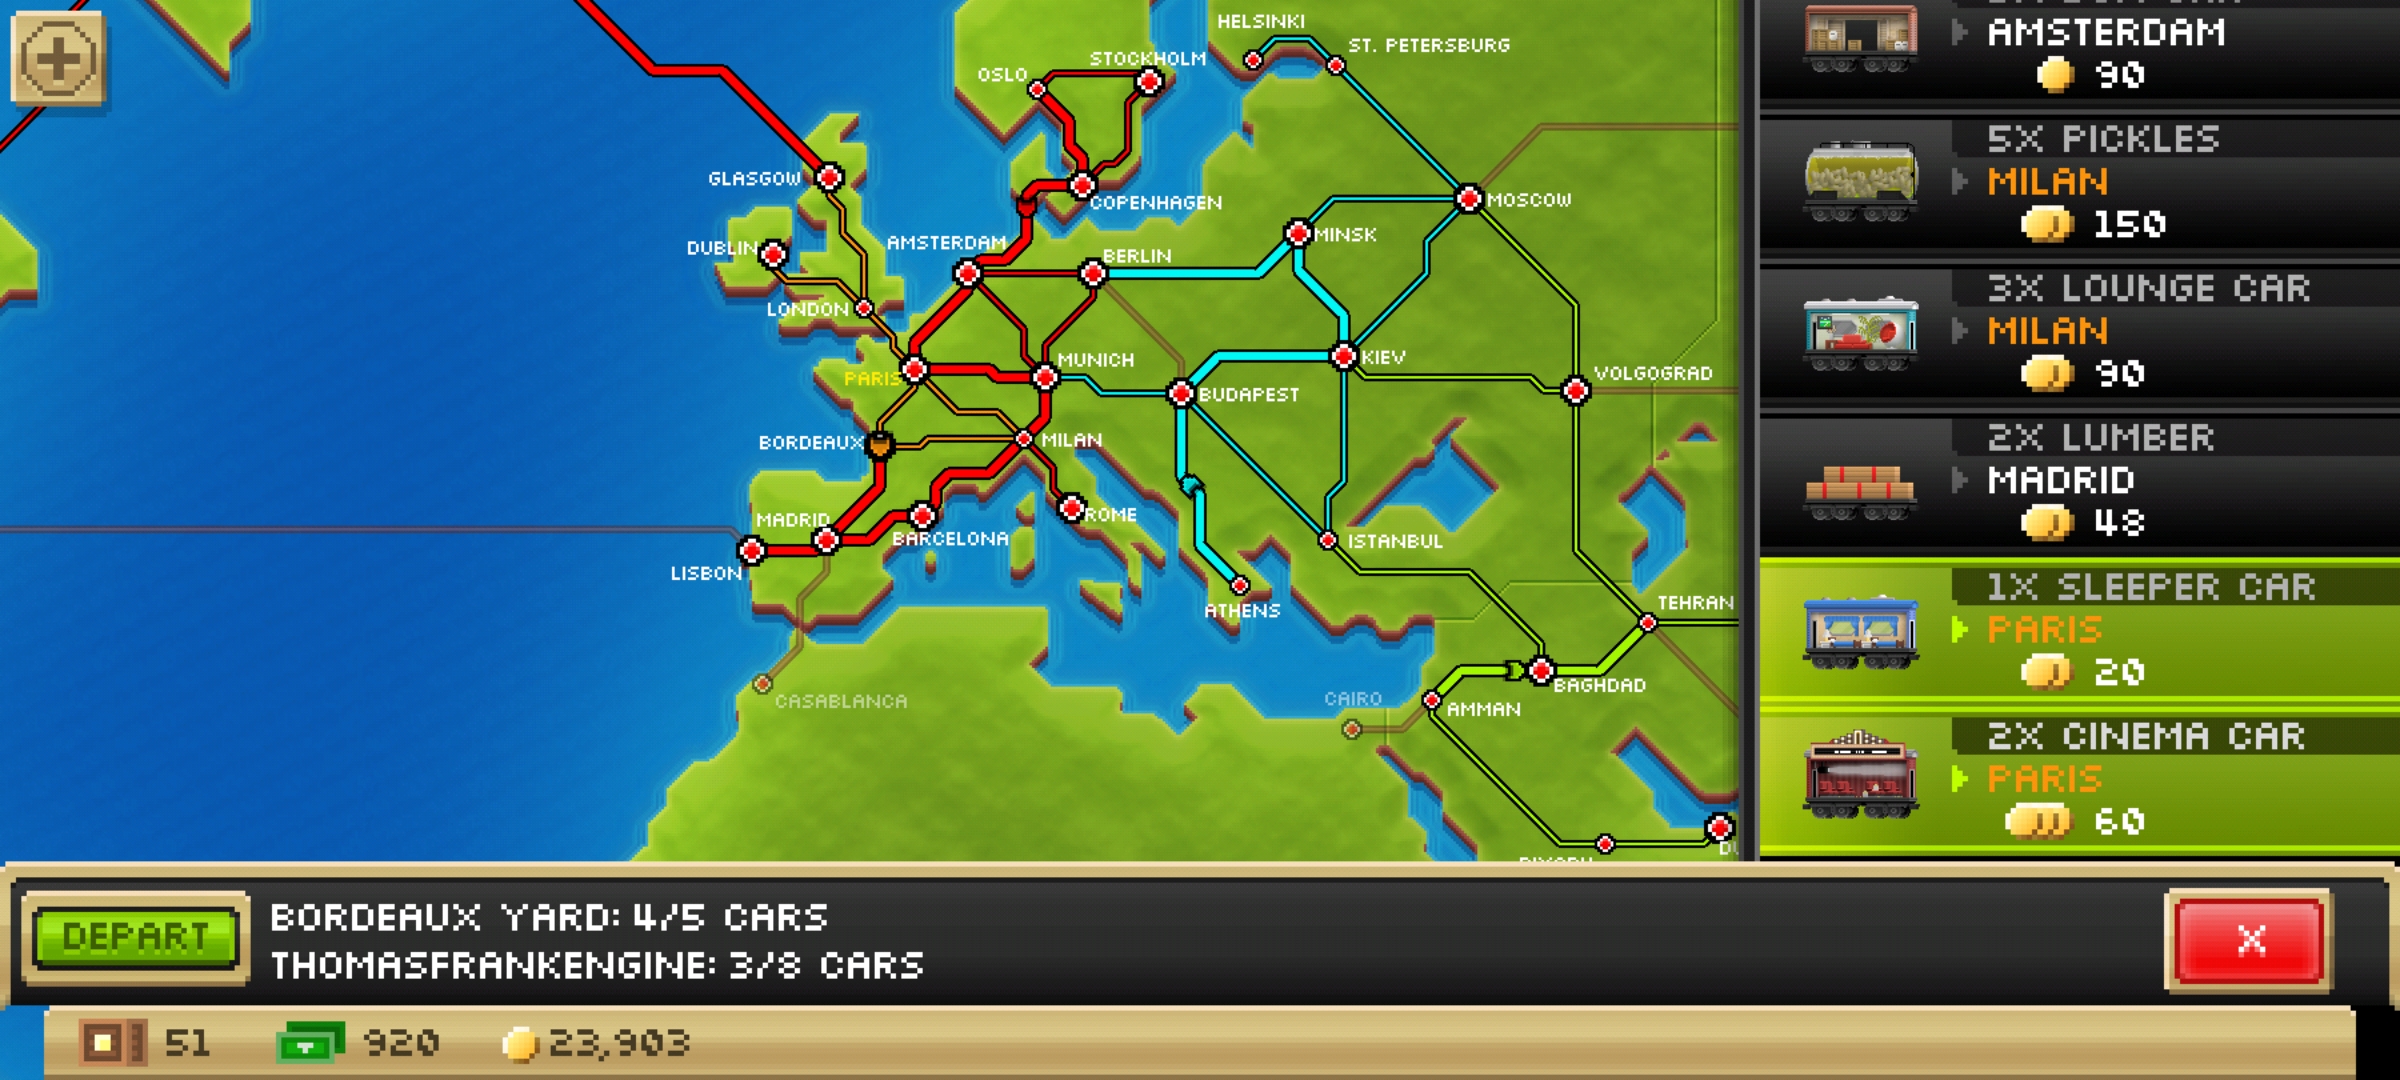 HELSINKI
ST. PETERSBURG
STOCKHOLM
OSLO
GLASGOW
COPENHAGEN
MOSCOW
MINSK
DUBLIN
AMSTERDAM
BERLIN
LONDON
MUNICH
KIEV
PARIS
VOLGOGRAD
BUDAPEST
BORDEAUX
MILAN
MADRID
ROME
BARCELONA
ISTANBUL
LISBON
ATHENS
TEHRAN
CASABLANCA
CAIRO
BAGHDAD
AMMAN
AMSTERDAM
90
5X PICKLES
MILAN
150
3X LOUNGE CAR
MILAN
90
2X LUMBER
MADRID
48
1X SLEEPER CAR
PARIS
20
2X CINEMA CAR
PARIS
60
DEPART
BORDEAUX YARD: 4/5 CARS
THOMASFRANKENGINE: 3/8 CARS
X
51
920
23,903